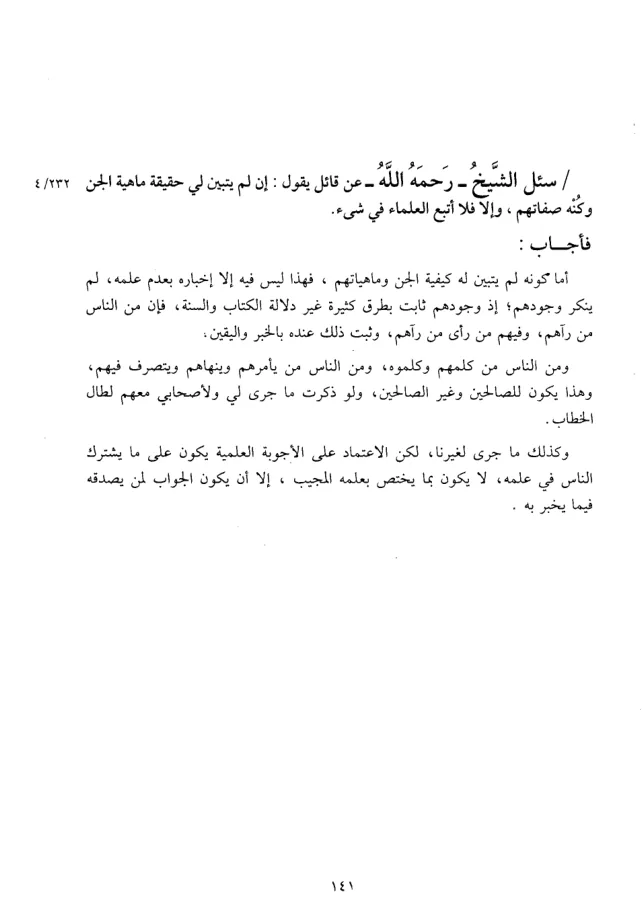 / سئل الشَّيخُ ـ رَحمَهُ اللَّهُ ـ عن قائل يقول : إن لم يتبين لي حقيقة ماهية الجن ٤/٢٣٢
وكُنْه صفاتهم ، وإلا فلا أتبع العلماء في شىء.
فأجــاب :
أما كونه لم يتبين له كيفية الجن وماهياتهم ، فهذا ليس فيه إلا إخباره بعدم علمه، لم
ينكر وجودهم؛ إذ وجودهم ثابت بطرق كثيرة غير دلالة الكتاب والسنة، فإن من الناس
من رآهم، وفيهم من رأى من رآهم، وثبت ذلك عنده بالخبر واليقين.
ومن الناس من كلمهم وكلموه، ومن الناس من يأمرهم وينهاهم ويتصرف فيهم،
وهذا يكون للصالحين وغير الصالحين، ولو ذكرت ما جرى لي ولأصحابي معهم لطال
الخطاب.
وكذلك ما جرى لغيرنا، لكن الاعتماد على الأجوبة العلمية يكون على ما يشترك
الناس في علمه، لا يكون بما يختص بعلمه المجيب ، إلا أن يكون الجواب لمن يصدقه
فيما يخبر به .
١٤١